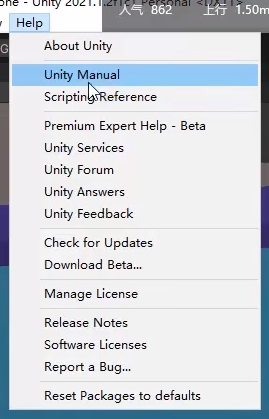 one - Unity 2021.1.2f1c1 Personal <DX11>
人气 862 上行 1.50m
Help
About Unity
Unity Manual
Scripting Reference
Premium Expert Help - Beta
Unity Services
Unity Forum
Unity Answers
Unity Feedback
Check for Updates
Download Beta...
Manage License
Release Notes
Software Licenses
Report a Bug...
Reset Packages to defaults